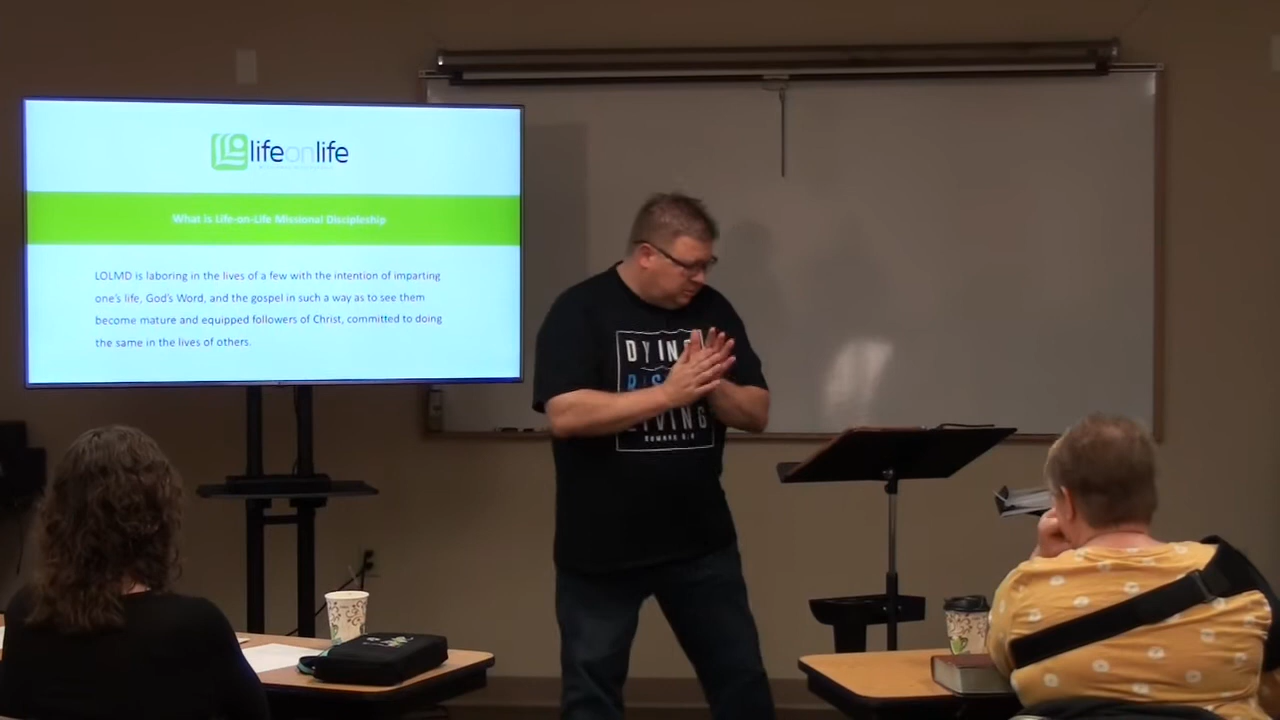 lifeonlife
What is Life-on-Life Missional Discipleship
LOLMD is laboring in the lives of a few with the intention of imparting
one's life, God's Word, and the gospel in such a way as to see them
become mature and equipped followers of Christ, committed to doing
the same in the lives of others.
DYING
LIVING